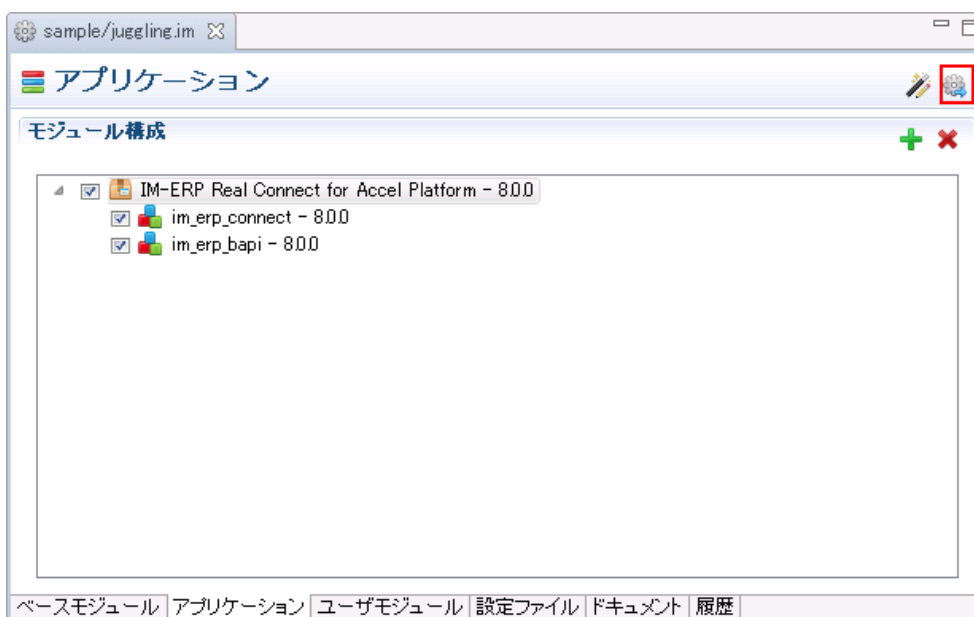 sample/juggling.im
アプリケーション
モジュール構成
IM-ERP Real Connect for Accel Platform - 8.0.0
im_erp_connect - 8.0.0
im_erp_bapi - 8.0.0
ベースモジュール アプリケーション ユーザモジュール 設定ファイル ドキュメント 履歴